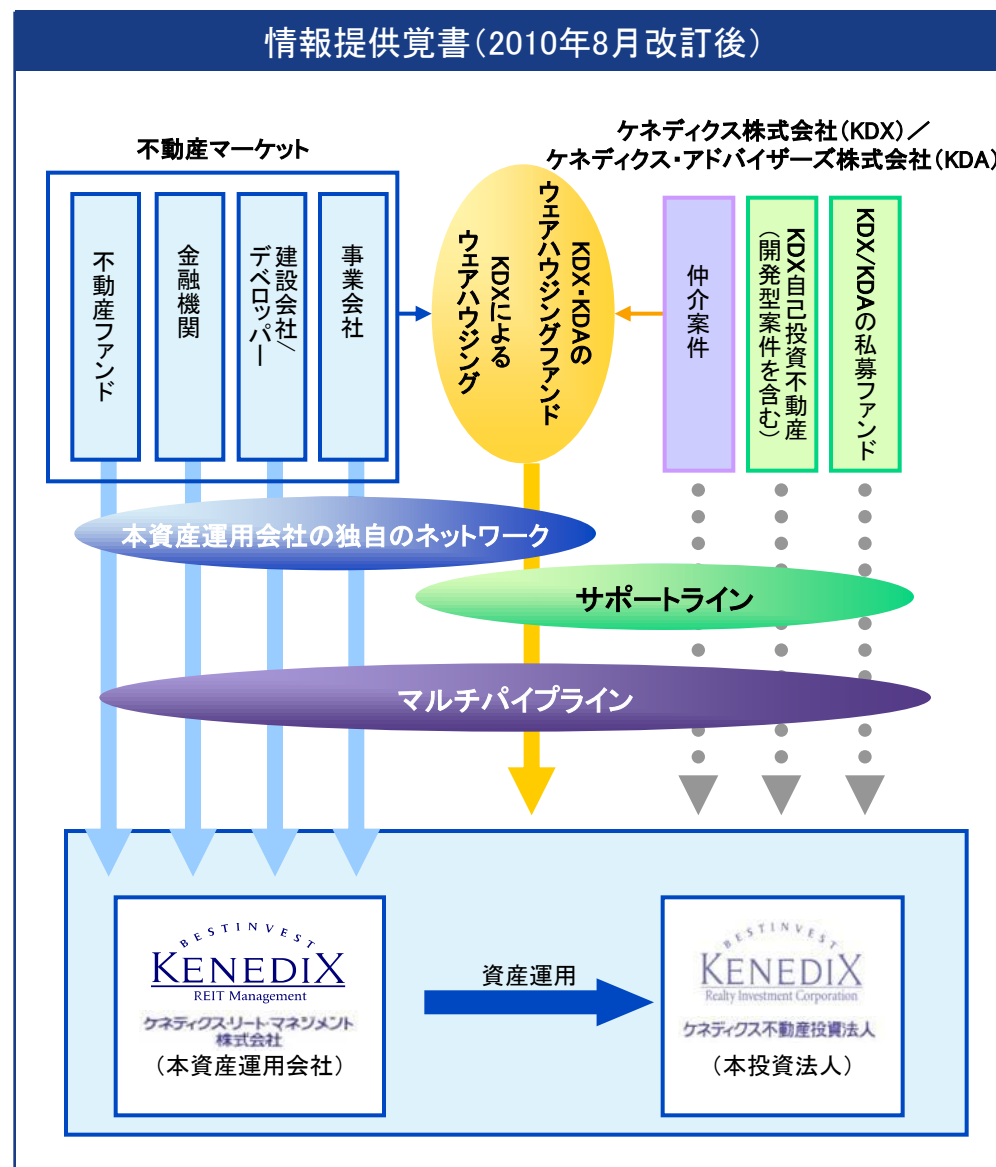 情報提供覚書(2010年8月改訂後)
不動産マーケット
ケネディクス株式会社(KDX)／
ケネディクス・アドバイザーズ株式会社(KDA)
不動産ファンド
金融機関
建設会社/
デベロッパー
事業会社
KDX・KDAの
ウェアハウジングファンド
KDXによる
ウェアハウジング
仲介案件
KDX自己投資不動産
(開発型案件を含む)
KDX/KDAの私募ファンド
本資産運用会社の独自のネットワーク
サポートライン
マルチパイプライン
BESTINVEST
KENEDIX
REIT Management
ケネディクス・リート・マネジメント
株式会社
(本資産運用会社)
資産運用
BESTINVEST
KENEDIX
Realty Investment Corporation
ケネディクス不動産投資法人
(本投資法人)